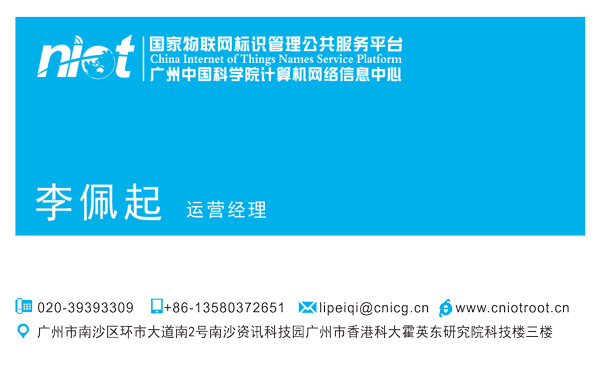 niot
国家物联网标识管理公共服务平台
China Internet of Things Names Service Platform
广州中国科学院计算机网络信息中心
李佩起 运营经理
020-39393309 +86-13580372651 lipeiqi@cnicg.cn www.cniotroot.cn
广州市南沙区环市大道南2号南沙资讯科技园广州市香港科大霍英东研究院科技楼三楼